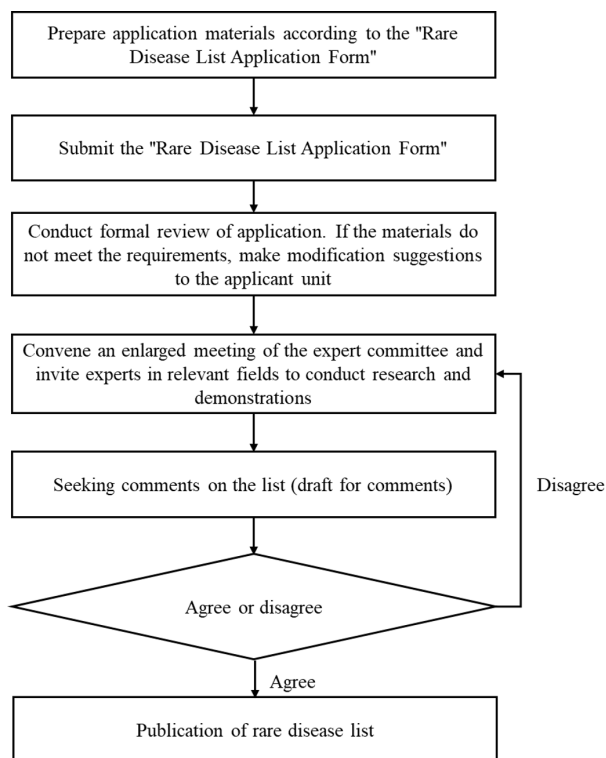 Prepare application materials according to the "Rare
Disease List Application Form"
Submit the "Rare Disease List Application Form"
Conduct formal review of application. If the materials do
not meet the requirements, make modification suggestions
to the applicant unit
Convene an enlarged meeting of the expert committee and
invite experts in relevant fields to conduct research and
demonstrations
Seeking comments on the list (draft for comments)
Disagree
Agree or disagree
Agree
Publication of rare disease list